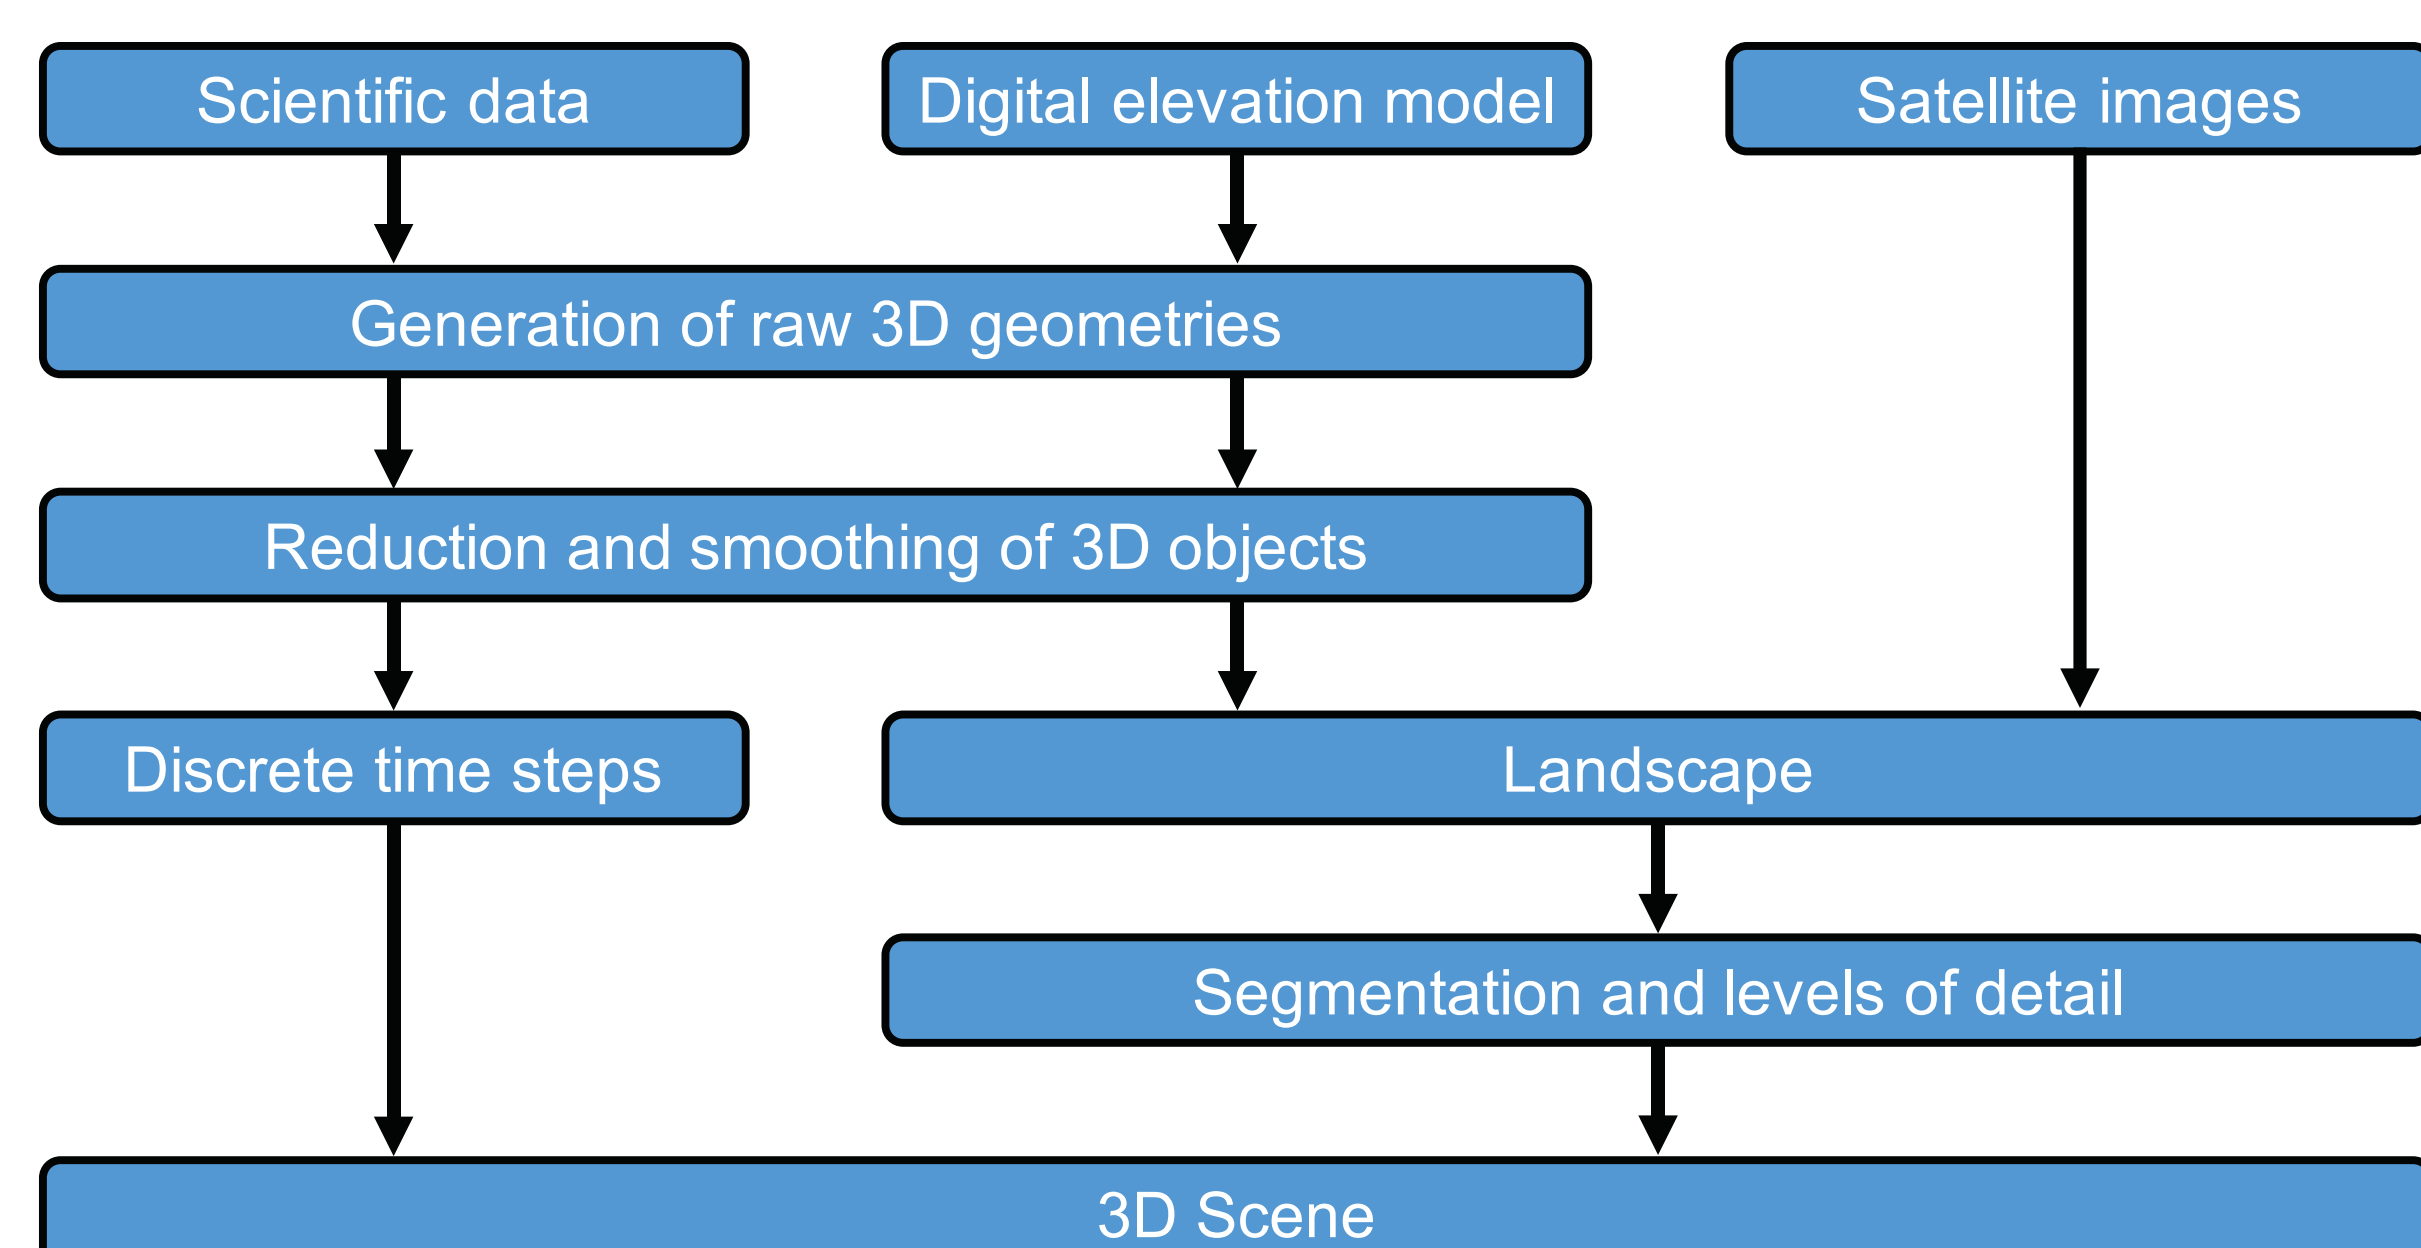 Scientific data
Digital elevation model
Satellite images
Generation of raw 3D geometries
Reduction and smoothing of 3D objects
Discrete time steps
Landscape
Segmentation and levels of detail
3D Scene